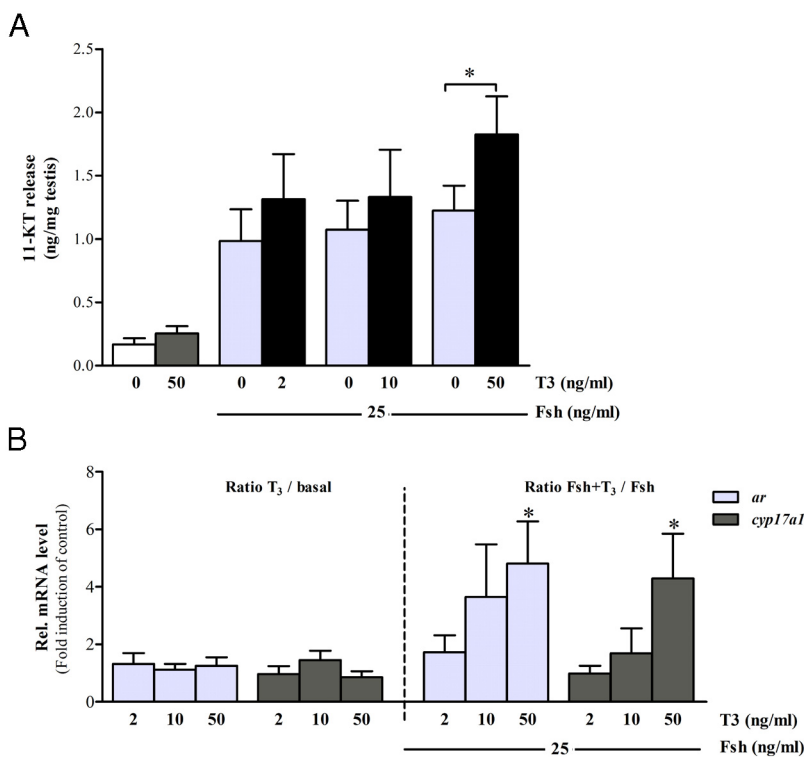 A
2.5
2.0
1.5
1.0
0.5
0.0
11-KT release
(ng/mg testis)
*
0 50 0 2 0 10 0 50 T3 (ng/ml)
25 Fsh (ng/ml)
B
8
6
4
2
0
Rel. mRNA level
(Fold induction of control)
Ratio T3 / basal
Ratio Fsh+T3 / Fsh
ar
cyp17a1
* *
2 10 50 2 10 50 2 10 50 2 10 50 T3 (ng/ml)
25 Fsh (ng/ml)